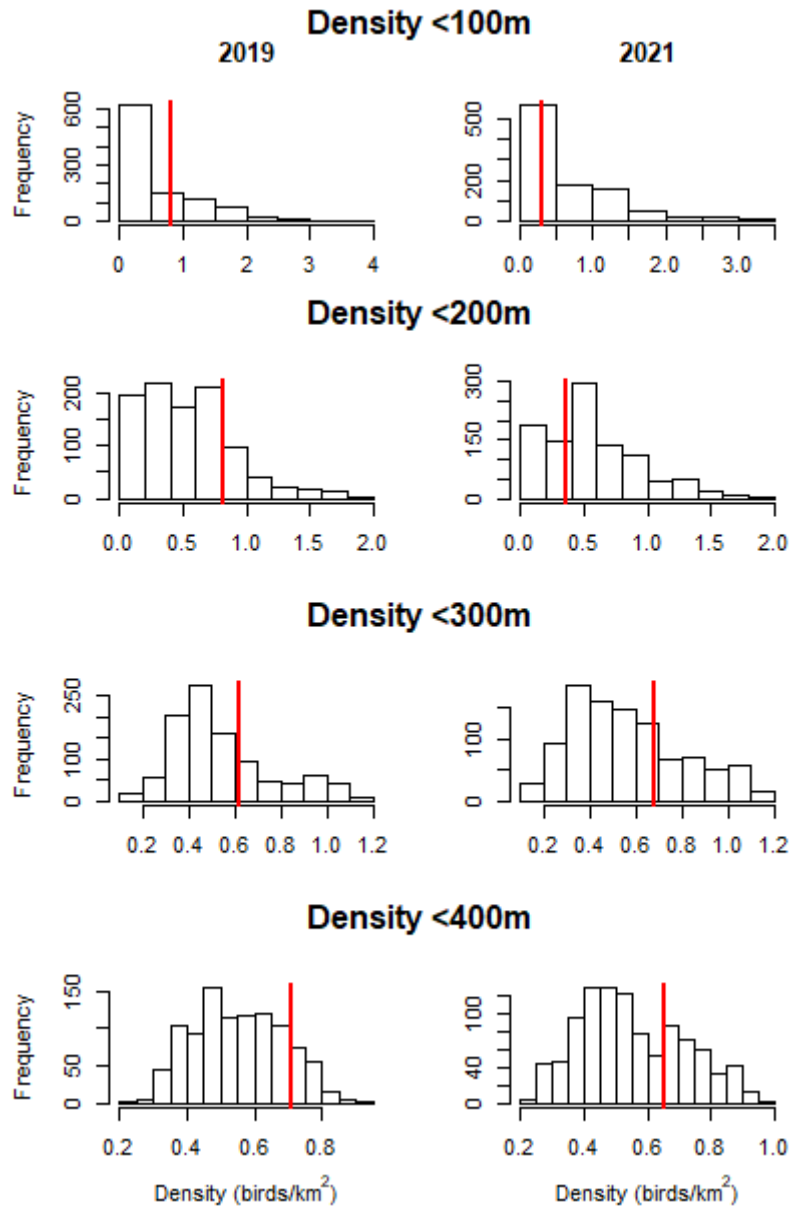 Density <100m
2019 2021
Frequency
600
300
0
0 1 2 3 4
500
200
0
0.0 1.0 2.0 3.0
Density <200m
Frequency
200
100
0
0.0 0.5 1.0 1.5 2.0
300
150
0
0.0 0.5 1.0 1.5 2.0
Density <300m
Frequency
250
100
0
0.2 0.4 0.6 0.8 1.0 1.2
100
0
0.2 0.4 0.6 0.8 1.0 1.2
Density <400m
Frequency
150
50
0
0.2 0.4 0.6 0.8
Density (birds/km²)
100
40
0
0.2 0.4 0.6 0.8 1.0
Density (birds/km²)